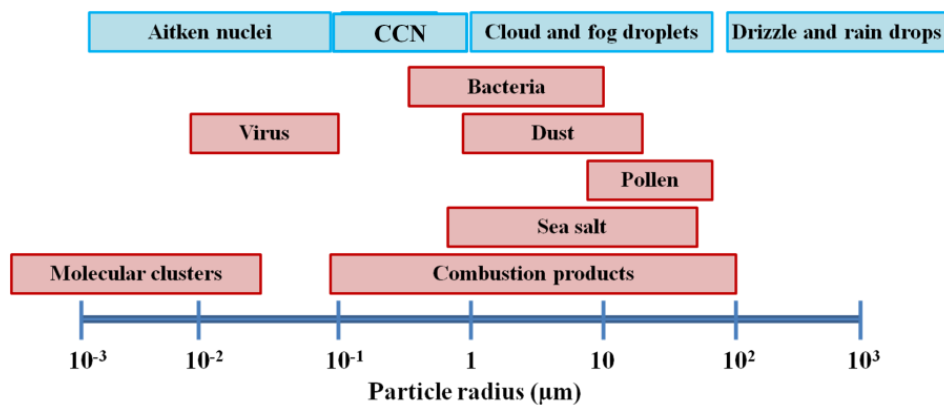 Aitken nuclei CCN Cloud and fog droplets Drizzle and rain drops
Bacteria
Virus Dust
Pollen
Sea salt
Molecular clusters Combustion products
10⁻³ 10⁻² 10⁻¹ 1 10 10² 10³
Particle radius (µm)